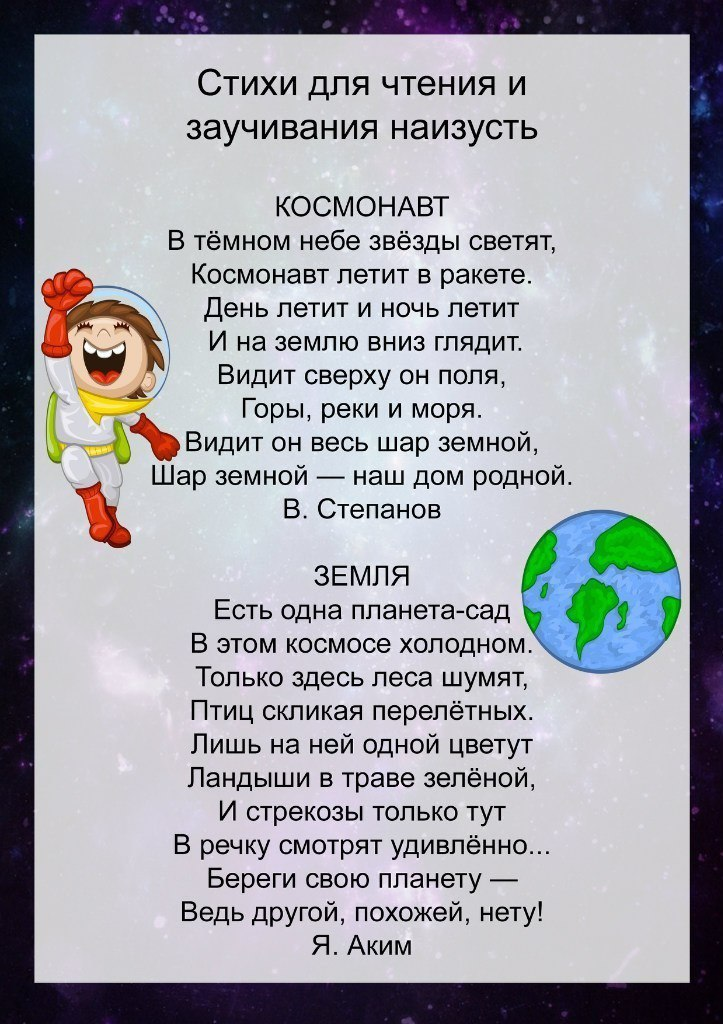 Стихи для чтения и
заучивания наизусть
КОСМОНАВТ
В тёмном небе звёзды светят,
Космонавт летит в ракете.
День летит и ночь летит
И на землю вниз глядит.
Видит сверху он поля,
Горы, реки и моря.
Видит он весь шар земной,
Шар земной — наш дом родной.
В. Степанов
ЗЕМЛЯ
Есть одна планета-сад
В этом космосе холодном.
Только здесь леса шумят,
Птиц скликая перелётных.
Лишь на ней одной цветут
Ландыши в траве зелёной,
И стрекозы только тут
В речку смотрят удивлённо...
Береги свою планету —
Ведь другой, похожей, нету!
Я. Аким